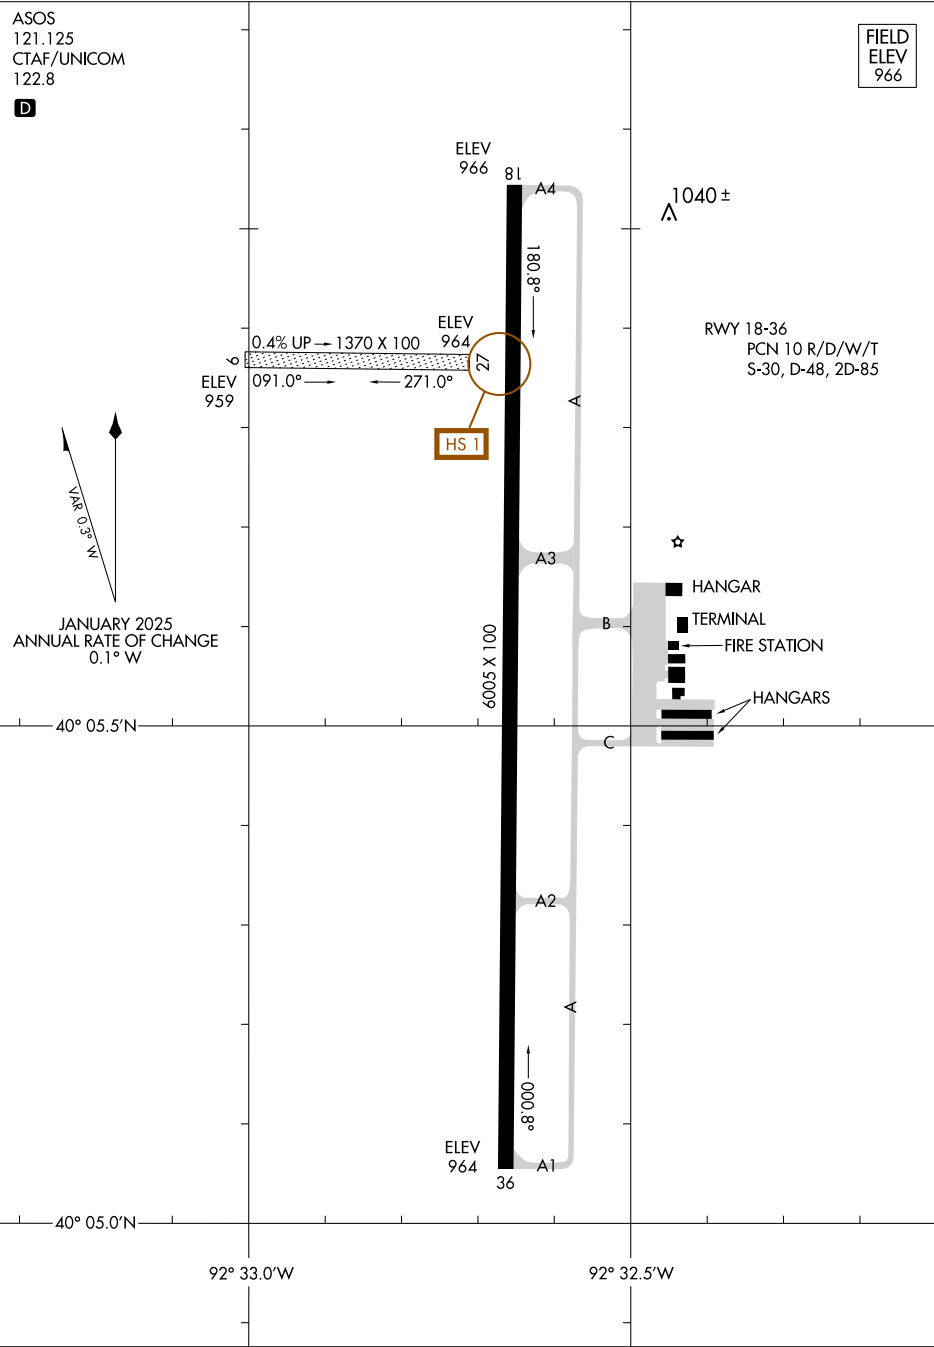 ASOS
121.125
CTAF/UNICOM
122.8
D
FIELD
ELEV
966
ELEV
966
18
A4
1040 ±
180.8°
RWY 18-36
PCN 10 R/D/W/T
S-30, D-48, 2D-85
ELEV
964
0.4% UP → 1370 X 100
9
27
091.0°
271.0°
ELEV
959
A
HS 1
VAR 0.3° W
JANUARY 2025
ANNUAL RATE OF CHANGE
0.1° W
A3
HANGAR
B
TERMINAL
FIRE STATION
6005 X 100
HANGARS
40° 05.5'N
C
A2
A
000.8°
ELEV
964
A1
36
40° 05.0'N
92° 33.0'W
92° 32.5'W